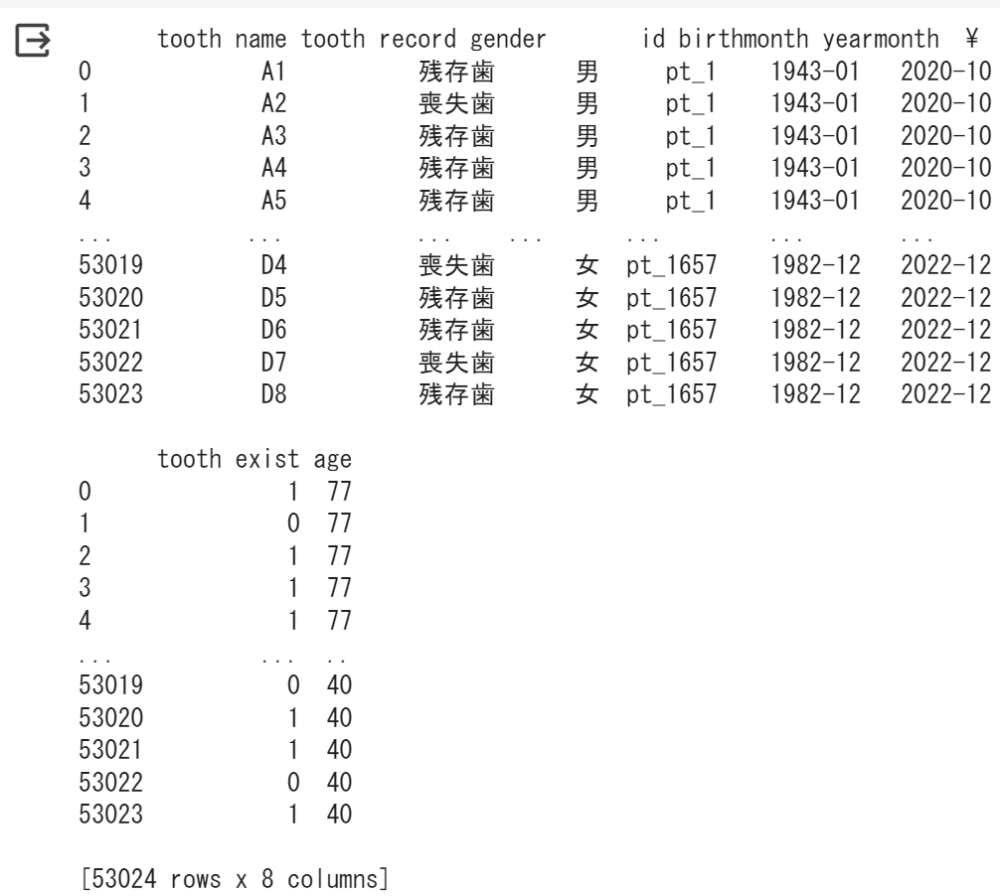 tooth name tooth record gender id birthmonth yearmonth ¥
0 A1 残存歯 男 pt_1 1943-01 2020-10
1 A2 喪失歯 男 pt_1 1943-01 2020-10
2 A3 残存歯 男 pt_1 1943-01 2020-10
3 A4 残存歯 男 pt_1 1943-01 2020-10
4 A5 残存歯 男 pt_1 1943-01 2020-10
... ... ... ... ... ... ...
53019 D4 喪失歯 女 pt_1657 1982-12 2022-12
53020 D5 残存歯 女 pt_1657 1982-12 2022-12
53021 D6 残存歯 女 pt_1657 1982-12 2022-12
53022 D7 喪失歯 女 pt_1657 1982-12 2022-12
53023 D8 残存歯 女 pt_1657 1982-12 2022-12
tooth exist age
0 1 77
1 0 77
2 1 77
3 1 77
4 1 77
... ... ..
53019 0 40
53020 1 40
53021 1 40
53022 0 40
53023 1 40
[53024 rows x 8 columns]